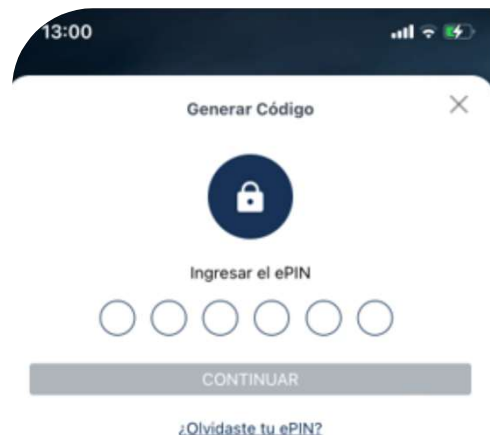 13:00
Generar Código
Ingresar el ePIN
CONTINUAR
¿Olvidaste tu ePIN?